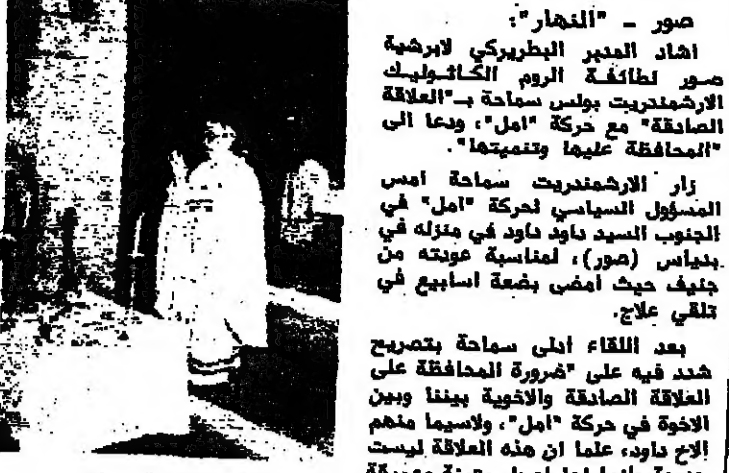 صور - "النهار":
اشاد المدبر البطريركي لابرشية
صور لطائفة الروم الكاثوليك
الارشمندريت بولس سماحة بـ"العلاقة
الصادقة" مع حركة "امل"، ودعا الى
"المحافظة عليها وتنميتها".
زار الارشمندريت سماحة امس
المسؤول السياسي لحركة "امل" في
الجنوب السيد داود داود في منزله في
بدياس (صور)، لمناسبة عودته من
جنيف حيث امضى بضعة اسابيع في
تلقي علاج.
بعد اللقاء ادلى سماحة بتصريح
شدد فيه على "ضرورة المحافظة على
العلاقة الصادقة والاخوية بيننا وبين
الاخوة في حركة "امل"، ولاسيما منهم
الاخ داود، علما ان هذه العلاقة ليست